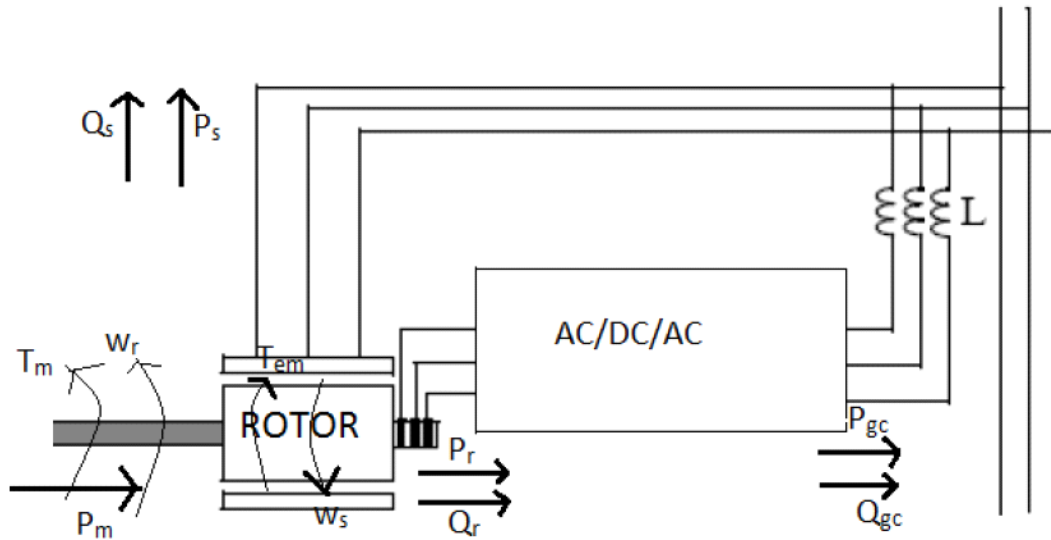 Qs Ps
L
AC/DC/AC
Tm wr Tem
ROTOR
Pm ws
Pr
Qr
Pgc
Qgc